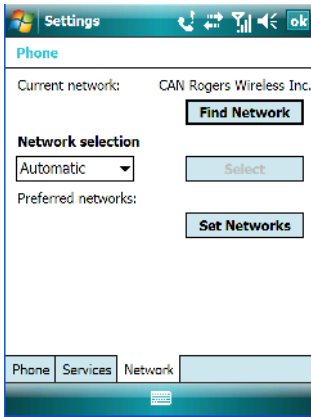 Settings
ok
Phone
Current network: CAN Rogers Wireless Inc.
Find Network
Network selection
Automatic
Select
Preferred networks:
Set Networks
Phone Services Network